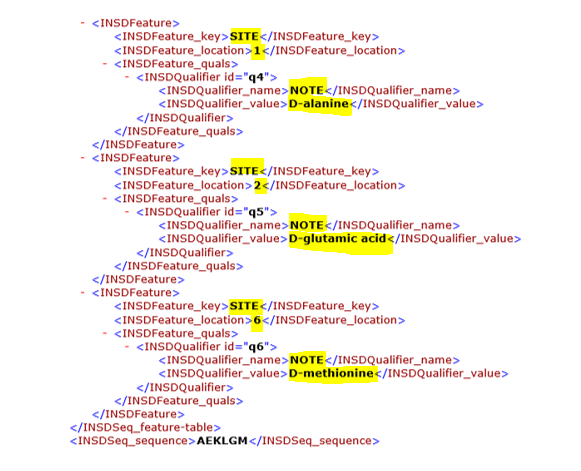 - <INSDFeature>
<INSDFeature_key>SITE</INSDFeature_key>
<INSDFeature_location>1</INSDFeature_location>
- <INSDFeature_quals>
- <INSDQualifier id="q4">
<INSDQualifier_name>NOTE</INSDQualifier_name>
<INSDQualifier_value>D-alanine</INSDQualifier_value>
</INSDQualifier>
</INSDFeature_quals>
</INSDFeature>
- <INSDFeature>
<INSDFeature_key>SITE</INSDFeature_key>
<INSDFeature_location>2</INSDFeature_location>
- <INSDFeature_quals>
- <INSDQualifier id="q5">
<INSDQualifier_name>NOTE</INSDQualifier_name>
<INSDQualifier_value>D-glutamic acid</INSDQualifier_value>
</INSDQualifier>
</INSDFeature_quals>
</INSDFeature>
- <INSDFeature>
<INSDFeature_key>SITE</INSDFeature_key>
<INSDFeature_location>6</INSDFeature_location>
- <INSDFeature_quals>
- <INSDQualifier id="q6">
<INSDQualifier_name>NOTE</INSDQualifier_name>
<INSDQualifier_value>D-methionine</INSDQualifier_value>
</INSDQualifier>
</INSDFeature_quals>
</INSDFeature>
</INSDSeq_feature-table>
<INSDSeq_sequence>AEKLGM</INSDSeq_sequence>